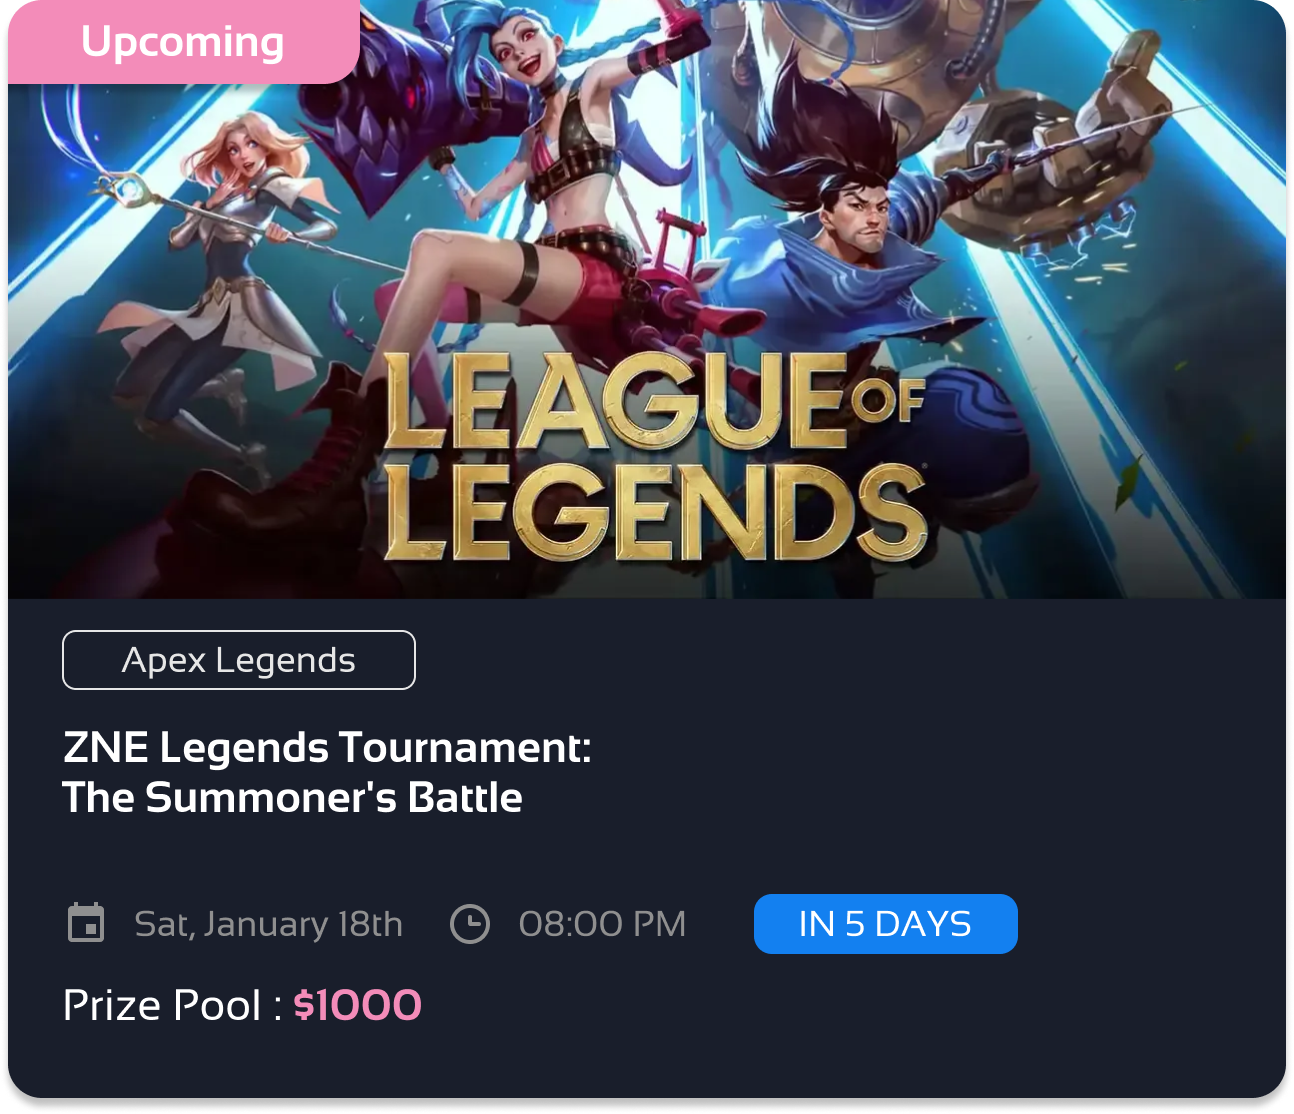 Upcoming
LEAGUE OF
LEGENDS
Apex Legends
ZNE Legends Tournament:
The Summoner's Battle
Sat, January 18th 08:00 PM IN 5 DAYS
Prize Pool : $1000